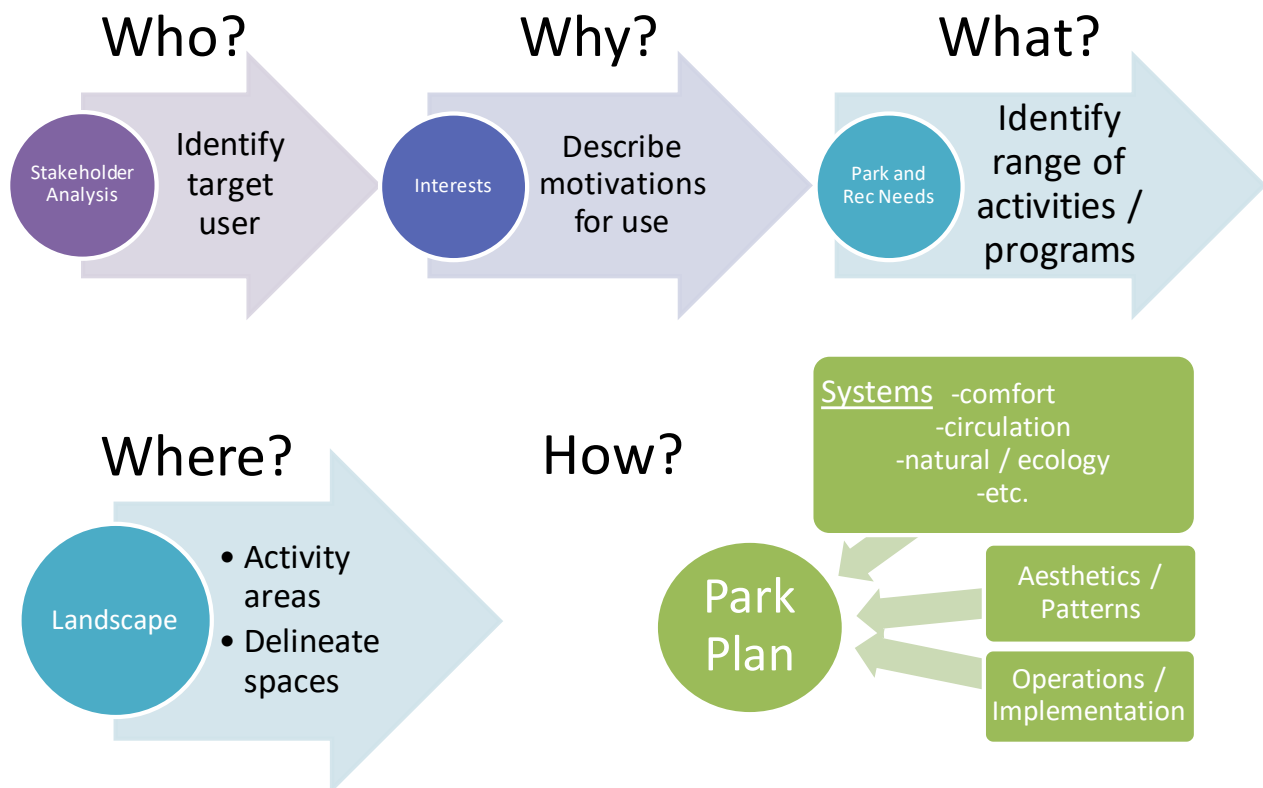 Who?
Stakeholder
Analysis
Identify
target
user
Why?
Interests
Describe
motivations
for use
What?
Park and
Rec Needs
Identify
range of
activities /
programs
Where?
Landscape
• Activity
areas
• Delineate
spaces
How?
Park
Plan
Systems -comfort
-circulation
-natural / ecology
-etc.
Aesthetics /
Patterns
Operations /
Implementation